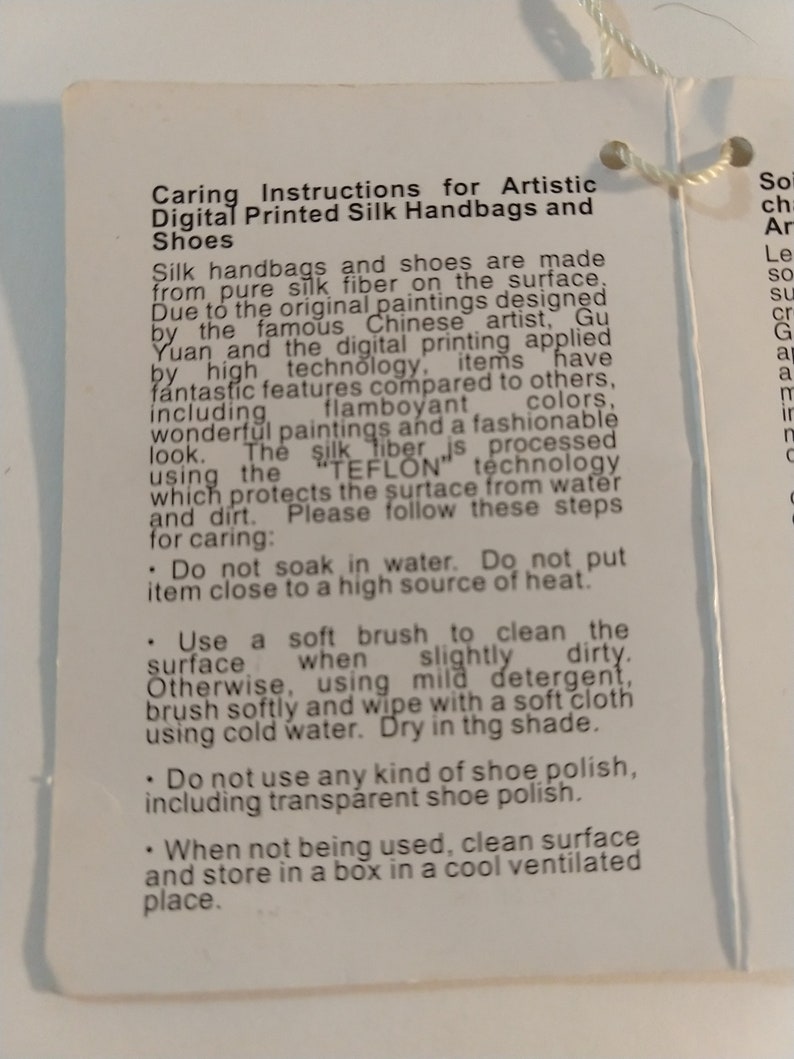 Caring Instructions for Artistic
Digital Printed Silk Handbags and
Shoes
Silk handbags and shoes are made
from pure silk fiber on the surface.
Due to the original paintings designed
by the famous Chinese artist, Gu
Yuan and the digital printing applied
by high technology, items have
fantastic features compared to others,
including flamboyant colors,
wonderful paintings and a fashionable
look. The silk fiber is processed
using the "TEFLON" technology
which protects the surface from water
and dirt. Please follow these steps
for caring:
• Do not soak in water. Do not put
item close to a high source of heat.
• Use a soft brush to clean the
surface when slightly dirty.
Otherwise, using mild detergent,
brush softly and wipe with a soft cloth
using cold water. Dry in thg shade.
• Do not use any kind of shoe polish,
including transparent shoe polish.
• When not being used, clean surface
and store in a box in a cool ventilated
place.